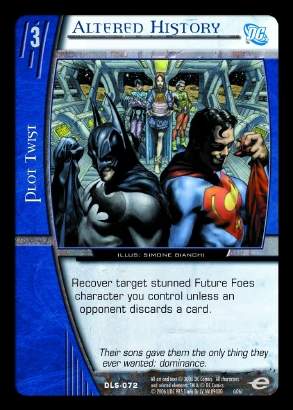 3
ALTERED HISTORY
DC
PLOT TWIST
ILLUS: SIMONE BIANCHI
Recover target stunned Future Foes
character you control unless an
opponent discards a card.
Their sons gave them the only thing they
ever wanted: dominance.
DLS-072